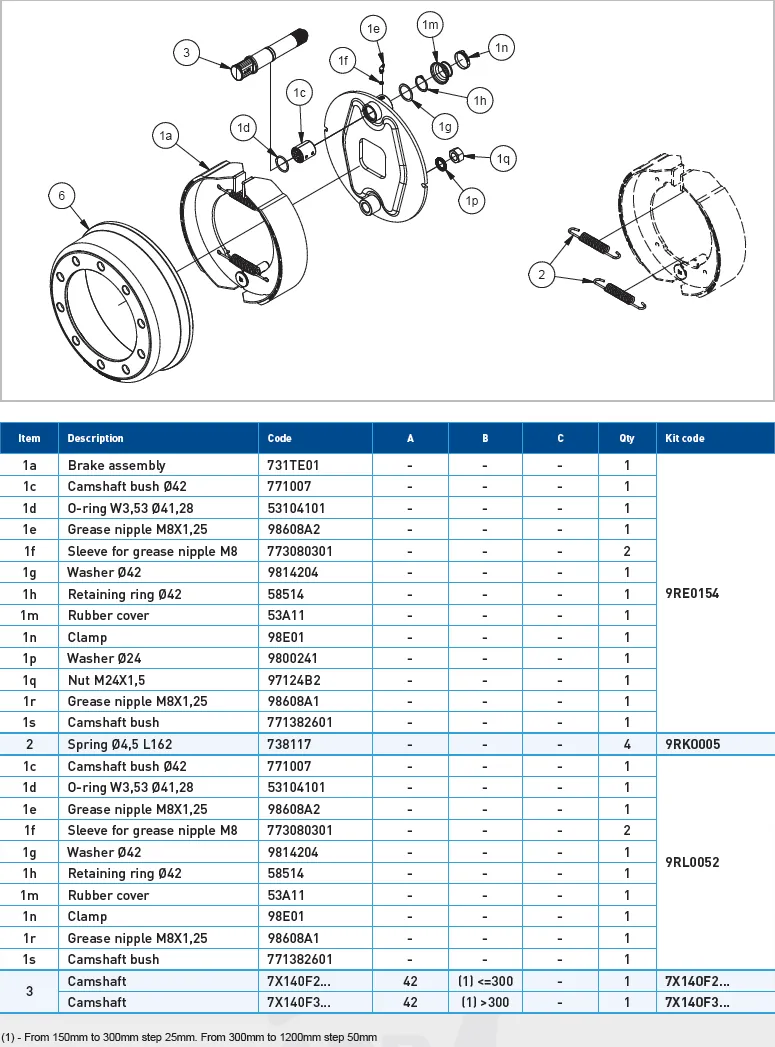 1e
1m
3
1n
1f
1c
1h
1d
1g
1a
1q
6
1p
2
Item Description Code A B C Qty Kit code
1a Brake assembly 731TE01 - - - 1
1c Camshaft bush Ø42 771007 - - - 1
1d O-ring W3,53 Ø41,28 53104101 - - - 1
1e Grease nipple M8X1,25 98608A2 - - - 1
1f Sleeve for grease nipple M8 773080301 - - - 2
1g Washer Ø42 9814204 - - - 1
1h Retaining ring Ø42 58514 - - - 1 9RE0154
1m Rubber cover 53A11 - - - 1
1n Clamp 98E01 - - - 1
1p Washer Ø24 9800241 - - - 1
1q Nut M24X1,5 97124B2 - - - 1
1r Grease nipple M8X1,25 98608A1 - - - 1
1s Camshaft bush 771382601 - - - 1
2 Spring Ø4,5 L162 738117 - - - 4 9RK0005
1c Camshaft bush Ø42 771007 - - - 1
1d O-ring W3,53 Ø41,28 53104101 - - - 1
1e Grease nipple M8X1,25 98608A2 - - - 1
1f Sleeve for grease nipple M8 773080301 - - - 2
1g Washer Ø42 9814204 - - - 1 9RL0052
1h Retaining ring Ø42 58514 - - - 1
1m Rubber cover 53A11 - - - 1
1n Clamp 98E01 - - - 1
1r Grease nipple M8X1,25 98608A1 - - - 1
1s Camshaft bush 771382601 - - - 1
3 Camshaft 7X140F2... 42 (1) <=300 - 1 7X140F2...
Camshaft 7X140F3... 42 (1) >300 - 1 7X140F3...
(1) - From 150mm to 300mm step 25mm. From 300mm to 1200mm step 50mm